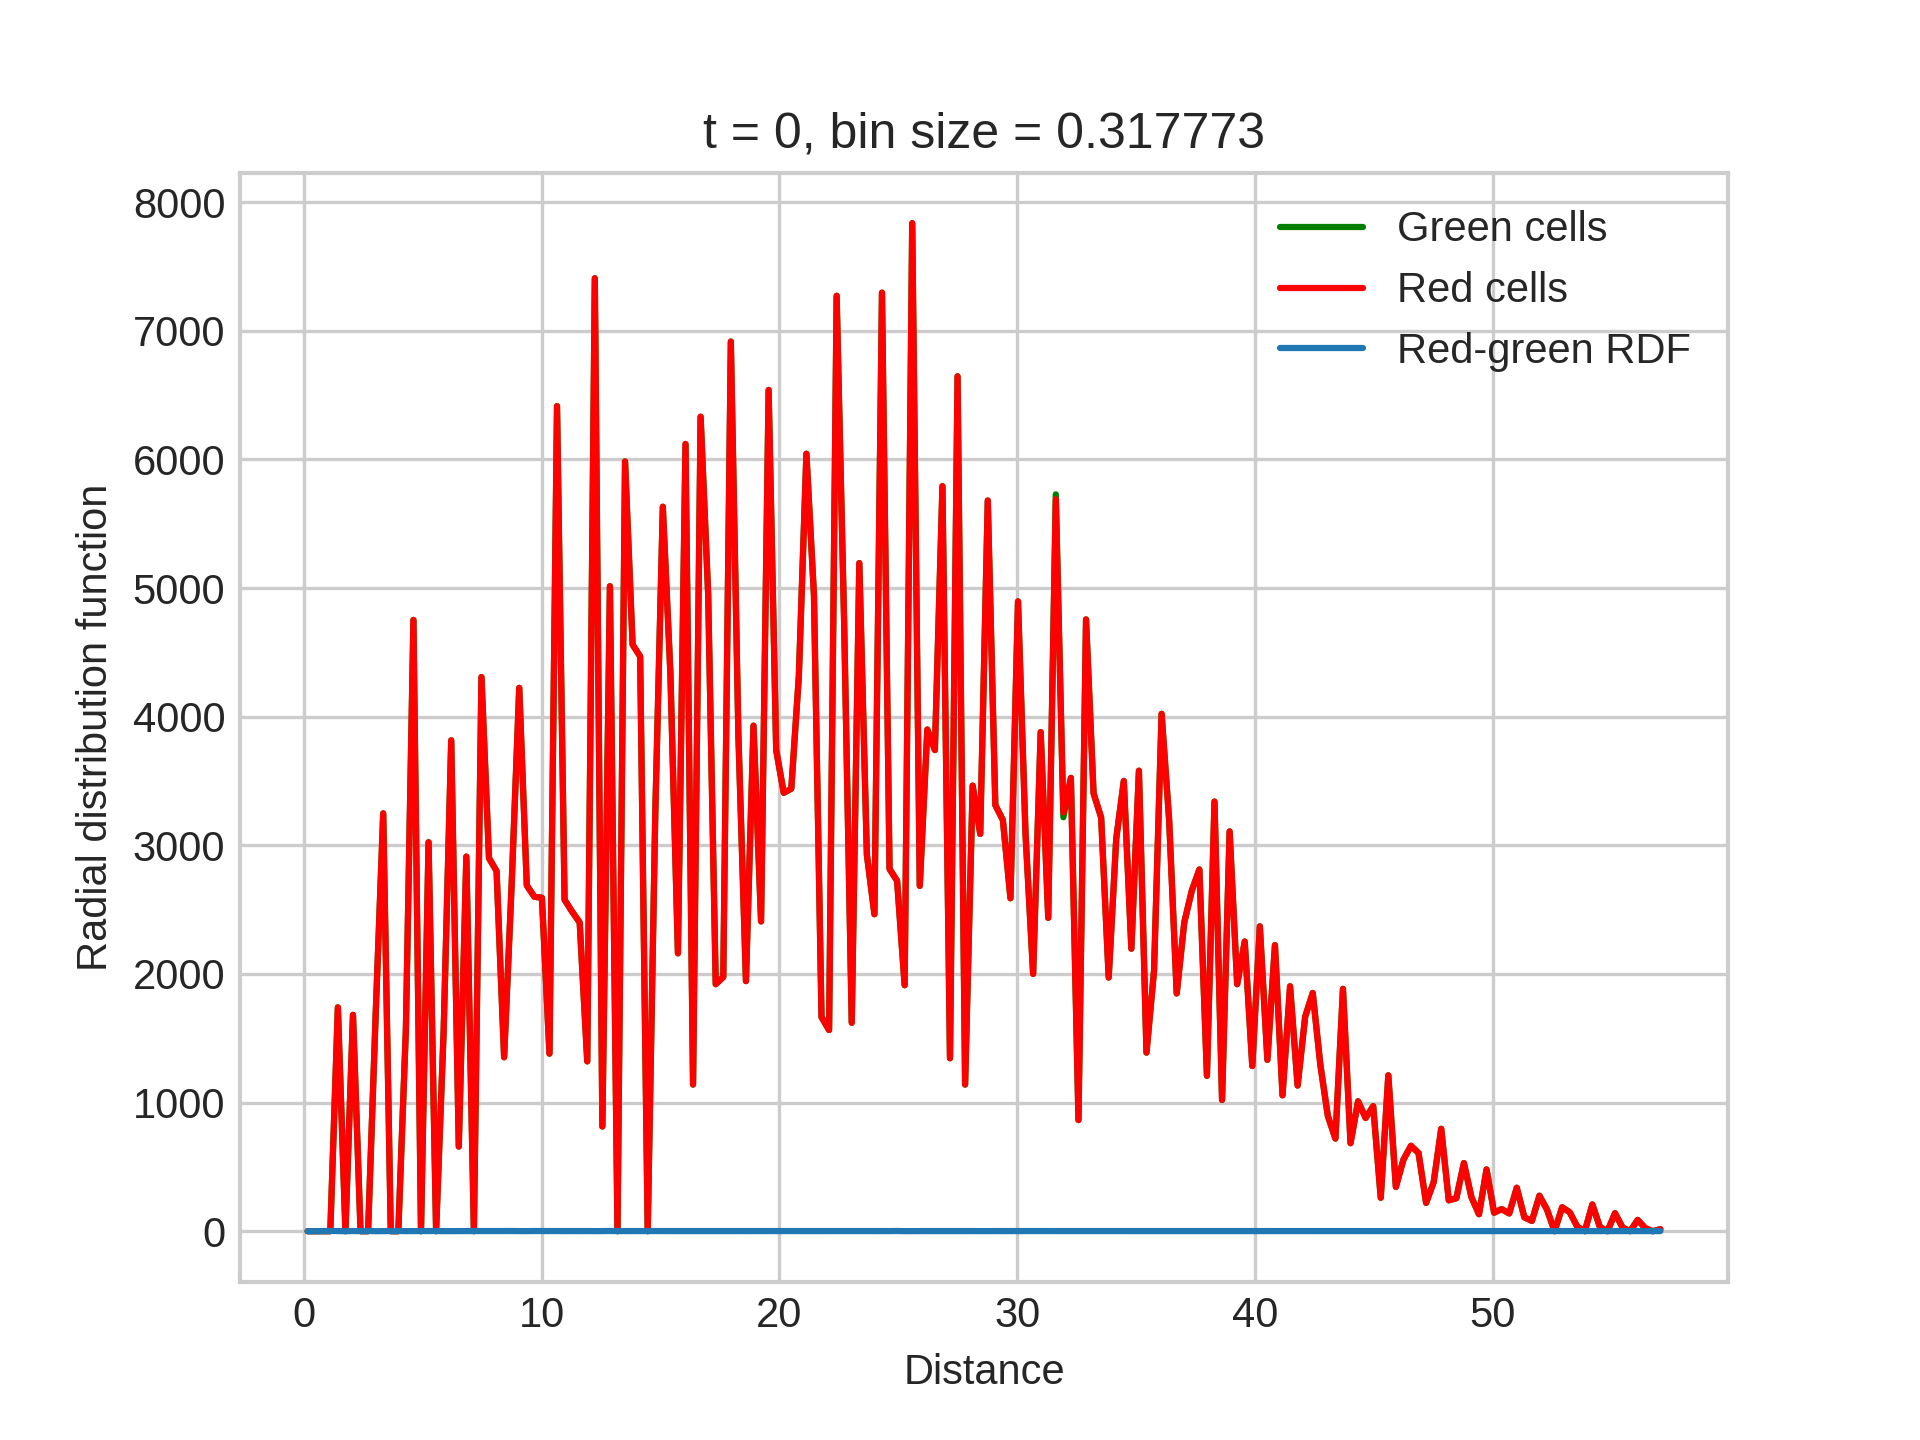 t = 0, bin size = 0.317773
8000
7000
6000
5000
4000
3000
2000
1000
0
Radial distribution function
Green cells
Red cells
Red-green RDF
0 10 20 30 40 50
Distance